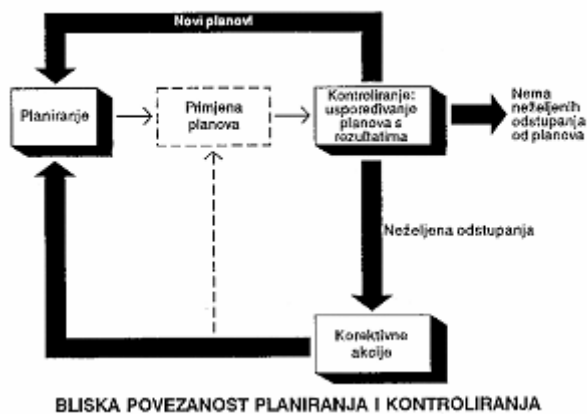 Novi planovi
Planiranje
Primjena
planova
Kontroliranje:
uspoređivanje
planova s
rezultatima
Nema
neželjenih
odstupanja
od planova
Neželjena odstupanja
Korektivne
akcije
BLISKA POVEZANOST PLANIRANJA I KONTROLIRANJA